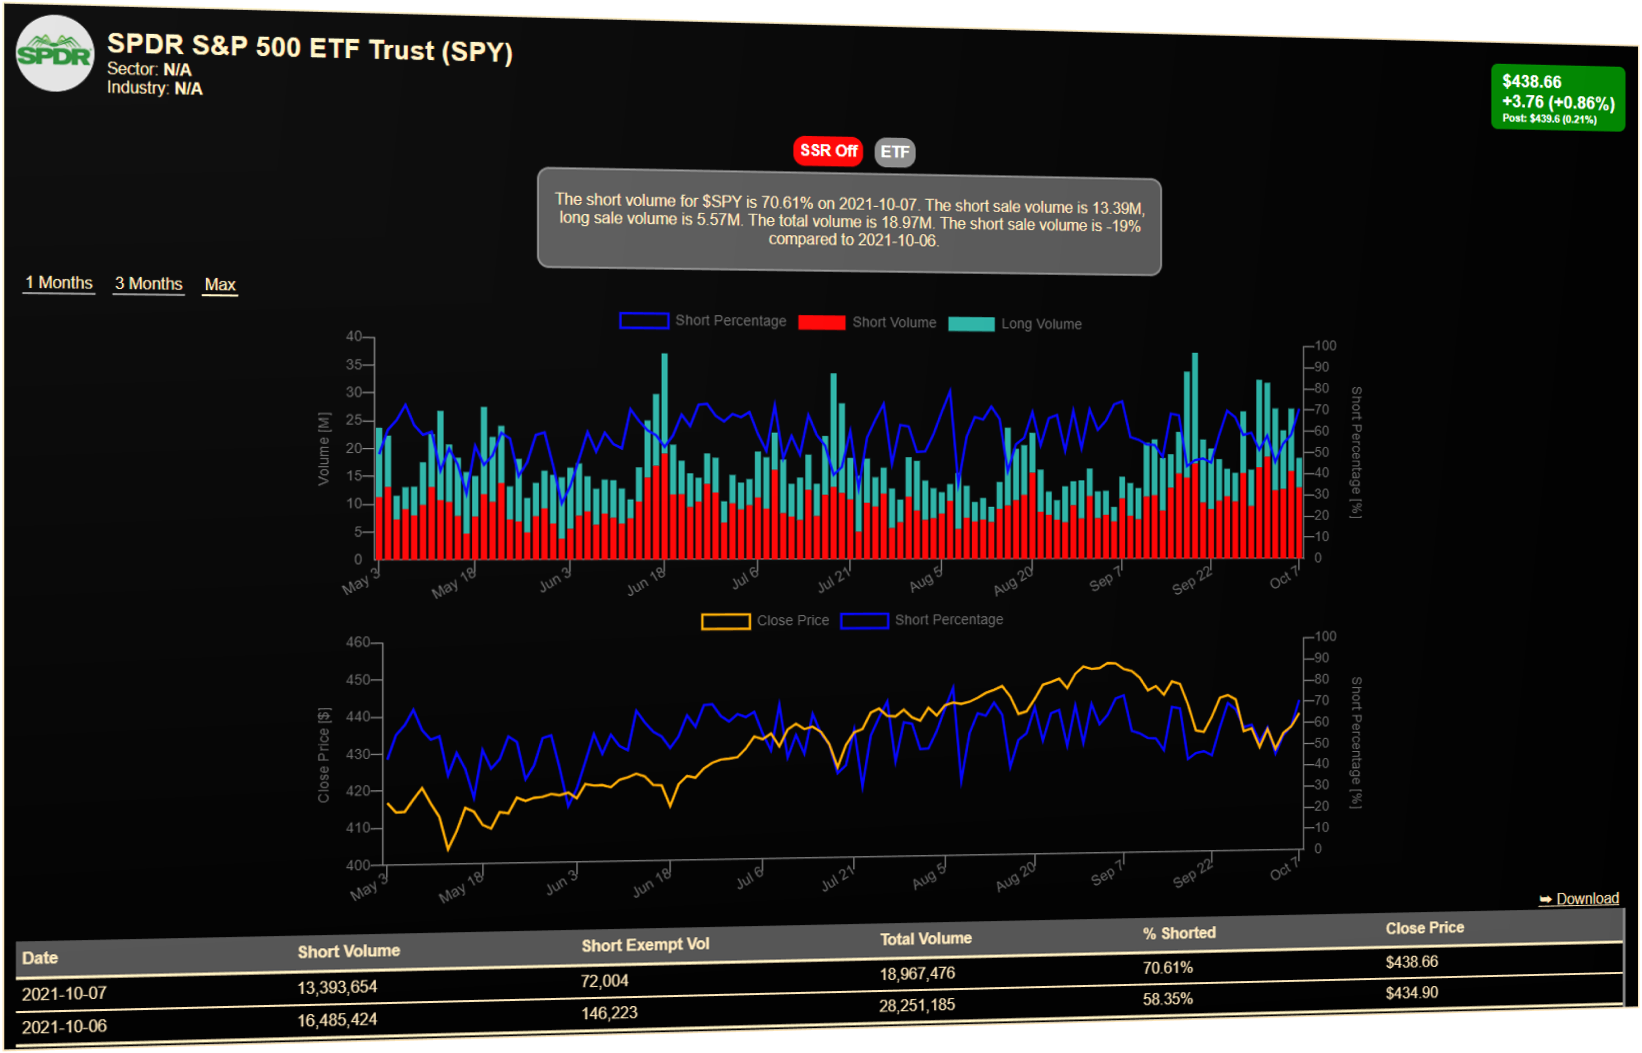 SPDR
SPDR S&P 500 ETF Trust (SPY)
Sector: N/A
Industry: N/A
$438.66
+3.76 (+0.86%)
Post: $439.6 (0.21%)
SSR Off
ETF
The short volume for $SPY is 70.61% on 2021-10-07. The short sale volume is 13.39M,
long sale volume is 5.57M. The total volume is 18.97M. The short sale volume is -19%
compared to 2021-10-06.
1 Months 3 Months Max
Short Percentage Short Volume Long Volume
Volume [M]
40
35
30
25
20
15
10
5
0
100
90
80
70
60
50
40
30
20
10
0
Short Percentage [%]
May 3 May 18 Jun 3 Jun 18 Jul 6 Jul 21 Aug 5 Aug 20 Sep 7 Sep 22 Oct 7
Close Price Short Percentage
Close Price [$]
460
450
440
430
420
410
400
100
90
80
70
60
50
40
30
20
10
0
Short Percentage [%]
May 3 May 18 Jun 3 Jun 18 Jul 6 Jul 21 Aug 5 Aug 20 Sep 7 Sep 22 Oct 7
➥ Download
Date Short Volume Short Exempt Vol Total Volume % Shorted Close Price
2021-10-07 13,393,654 72,004 18,967,476 70.61% $438.66
2021-10-06 16,485,424 146,223 28,251,185 58.35% $434.90